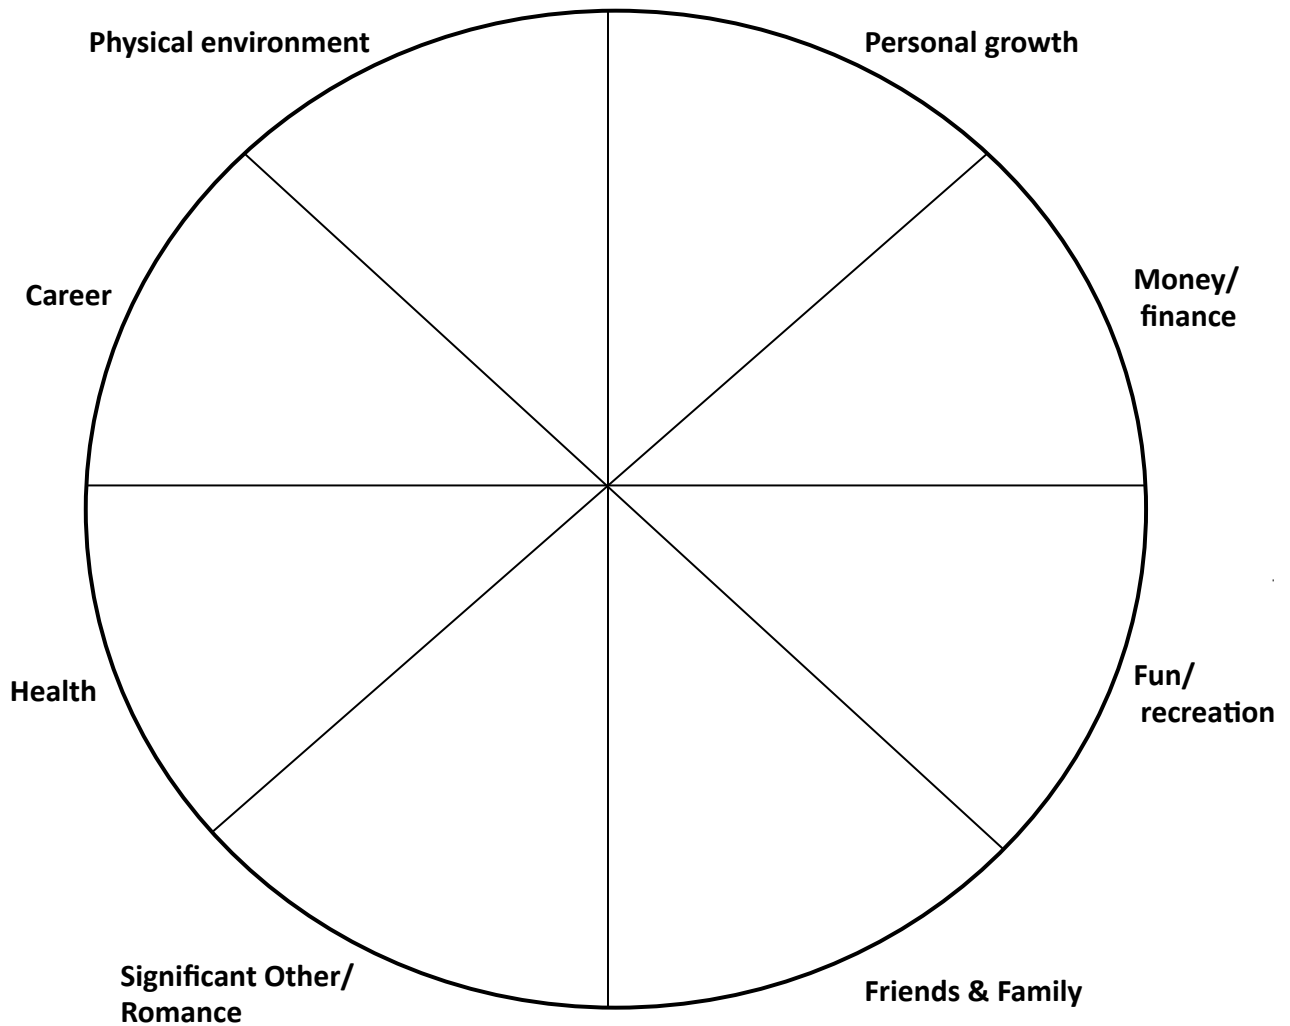 Physical environment
Personal growth
Career
Money/
finance
Health
Fun/
recreation
Significant Other/
Romance
Friends & Family